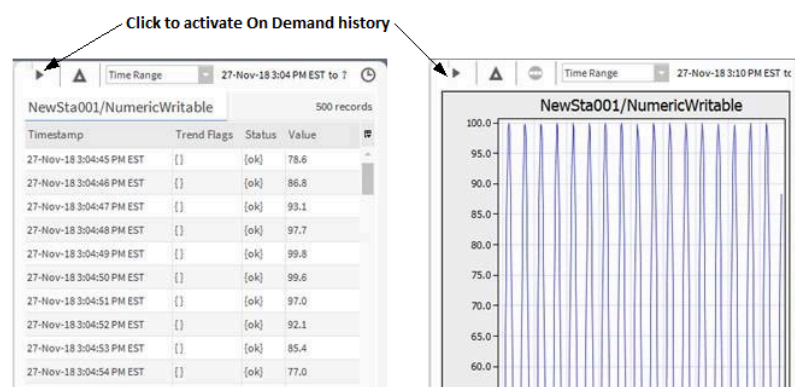 Click to activate On Demand history
Time Range 27-Nov-18 3:04 PM EST to ?
NewSta001/NumericWritable 500 records
Timestamp Trend Flags Status Value
27-Nov-18 3:04:45 PM EST {} {ok} 78.6
27-Nov-18 3:04:46 PM EST {} {ok} 86.8
27-Nov-18 3:04:47 PM EST {} {ok} 93.1
27-Nov-18 3:04:48 PM EST {} {ok} 97.7
27-Nov-18 3:04:49 PM EST {} {ok} 99.8
27-Nov-18 3:04:50 PM EST {} {ok} 99.6
27-Nov-18 3:04:51 PM EST {} {ok} 97.0
27-Nov-18 3:04:52 PM EST {} {ok} 92.1
27-Nov-18 3:04:53 PM EST {} {ok} 85.4
27-Nov-18 3:04:54 PM EST {} {ok} 77.0
Time Range 27-Nov-18 3:10 PM EST to
NewSta001/NumericWritable
100.0
95.0
90.0
85.0
80.0
75.0
70.0
65.0
60.0